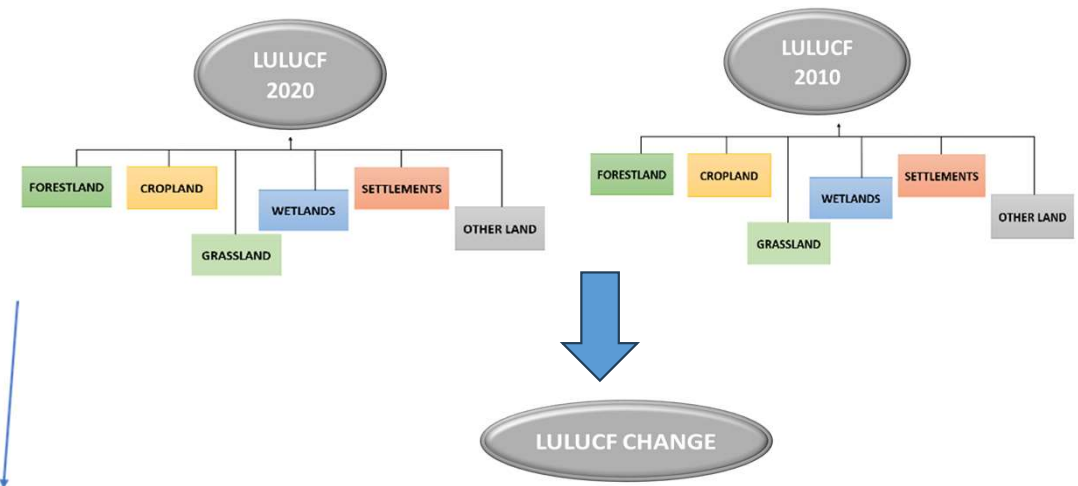 LULUCF
2020
FORESTLAND
CROPLAND
GRASSLAND
WETLANDS
SETTLEMENTS
OTHER LAND
LULUCF
2010
FORESTLAND
CROPLAND
GRASSLAND
WETLANDS
SETTLEMENTS
OTHER LAND
LULUCF CHANGE